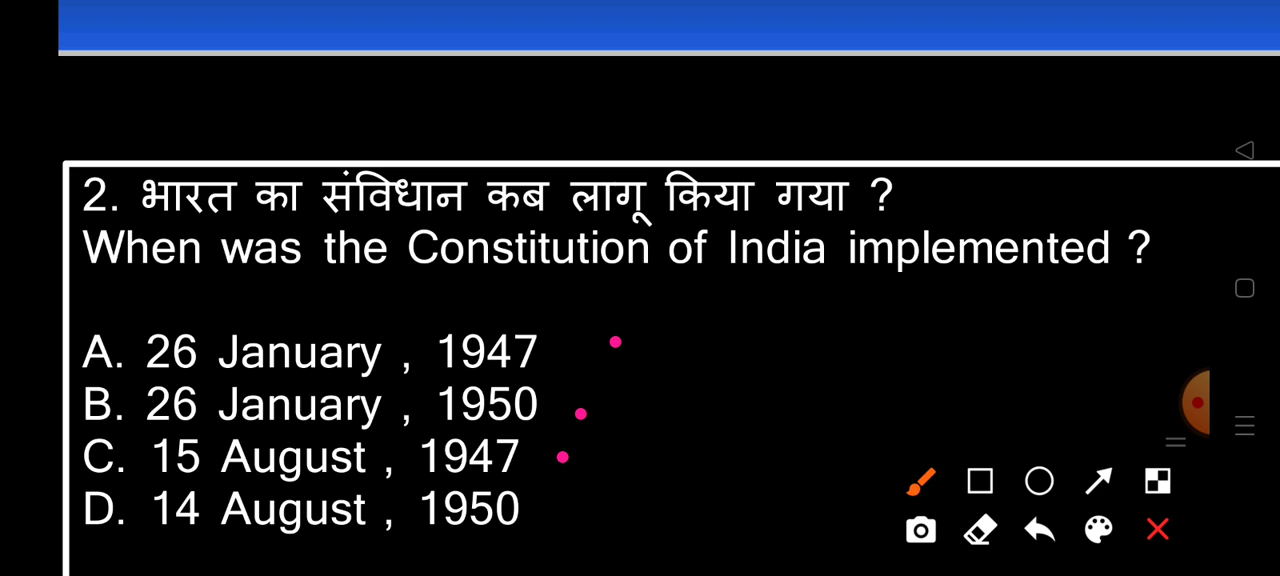 2. भारत का संविधान कब लागू किया गया ?
When was the Constitution of India implemented ?
A. 26 January , 1947
B. 26 January , 1950
C. 15 August , 1947
D. 14 August , 1950